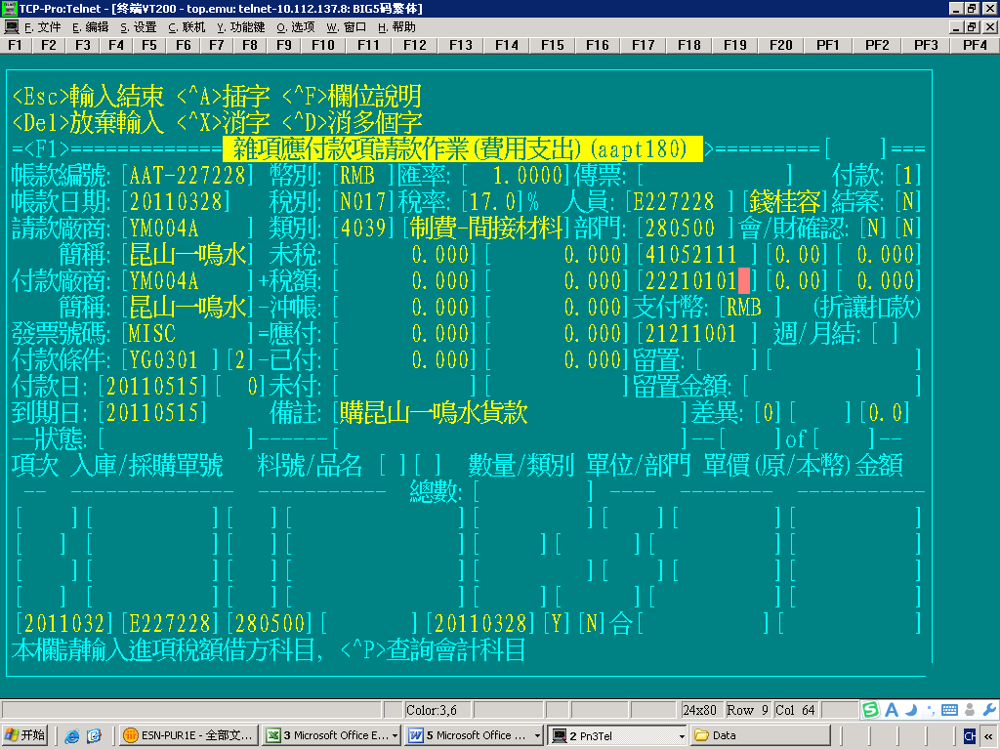 TCP-Pro:Telnet - [终端VT200 - top.emu: telnet-10.112.137.8: BIG5码繁体]
F. 文件 E. 编辑 S. 设置 C. 联机 Y. 功能键 O. 选项 W. 窗口 H. 帮助
F1 F2 F3 F4 F5 F6 F7 F8 F9 F10 F11 F12 F13 F14 F15 F16 F17 F18 F19 F20 PF1 PF2 PF3 PF4
<Esc>輸入結束 <^A>插字 <^F>欄位說明
<Del>放棄輸入 <^X>消字 <^D>消多個字
=<F1>============= 雜項應付款項請款作業(費用支出)(aapt180) >=========[ ]===
帳款編號: [AAT-227228] 幣別: [RMB ]匯率: [ 1.0000]傳票: [ ] 付款: [1]
帳款日期: [20110328] 稅別: [N017]稅率: [17.0]% 人員: [E227228 ] [錢桂容]結案: [N]
請款廠商: [YM004A ] 類別: [4039] [制費-間接材料]部門: [280500 ] 會/財確認: [N] [N]
簡稱: [昆山一鳴水] 未稅: [ 0.000] [ 0.000] [41052111 ] [0.00] [ 0.000]
付款廠商: [YM004A ] +稅額: [ 0.000] [ 0.000] [22210101 ] [0.00] [ 0.000]
簡稱: [昆山一鳴水] -沖帳: [ 0.000] [ 0.000]支付幣: [RMB ] (折讓扣款)
發票號碼: [MISC ] =應付: [ 0.000] [ 0.000] [21211001 ] 週/月結: [ ]
付款條件: [YG0301 ] [2]-已付: [ 0.000] [ 0.000]留置: [ ] [ ]
付款日: [20110515] [ 0]未付: [ ] [ ]留置金額: [ ]
到期日: [20110515] 備註: [購昆山一鳴水貨款 ]差異: [0] [ ] [0.0]
--狀態: [ ]------[ ]--[ ]of[ ]--
項次 入庫/採購單號 料號/品名 [ ] [ ] 數量/類別 單位/部門 單價(原/本幣)金額
-- -------------- ----------- 總數: [ ] ---- -------- -----------
[ ] [ ] [ ] [ ] [ ] [ ] [ ] [ ]
[ ] [ ] [ ] [ ] [ ] [ ] [ ] [ ]
[ ] [ ] [ ] [ ] [ ] [ ] [ ] [ ]
[ ] [ ] [ ] [ ] [ ] [ ] [ ] [ ]
[2011032] [E227228] [280500] [ ] [20110328] [Y] [N]合[ ] [ ]
本欄請輸入進項稅額借方科目, <^P>查詢會計科目
Color:3,6 24x80 Row 9 Col 64
开始 ESN-PUR1E - 全部文... 3 Microsoft Office E... 5 Microsoft Office ... 2 Pn3Tel Data CH «